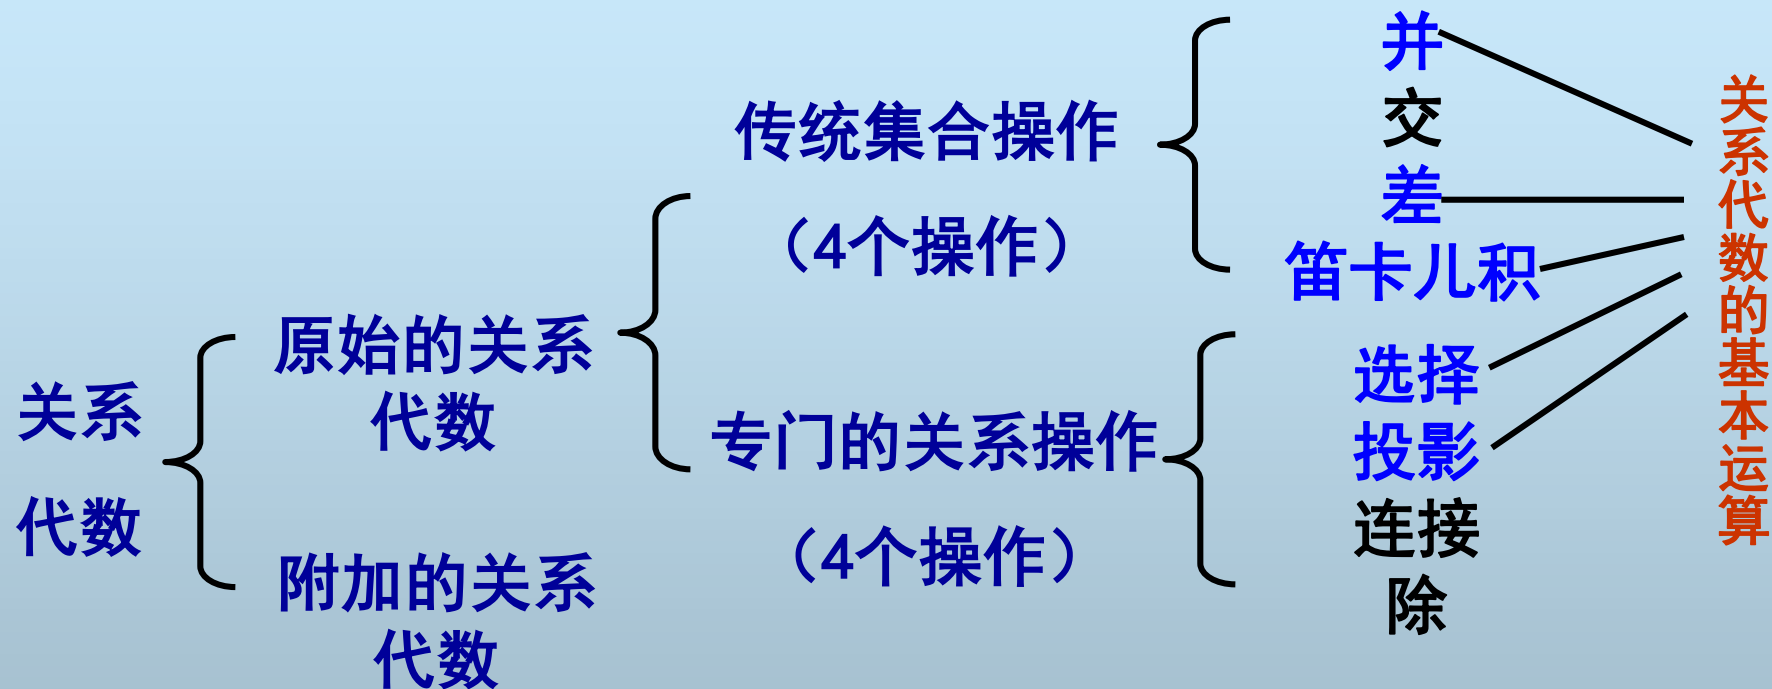 关系
代数
原始的关系
代数
附加的关系
代数
传统集合操作
（4个操作）
专门的关系操作
（4个操作）
并
交
差
笛卡儿积
选择
投影
连接
除
关系代数的基本运算